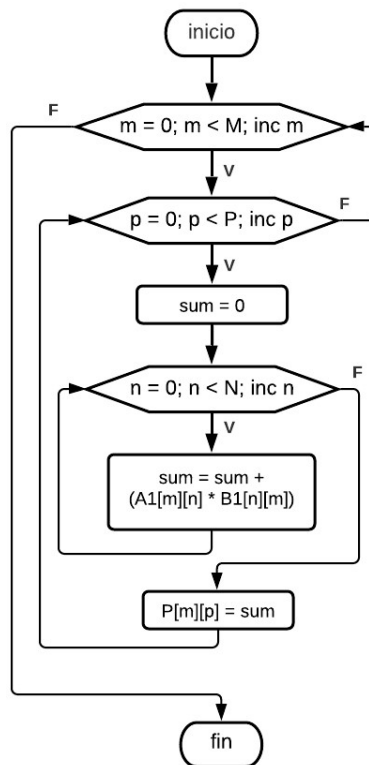 inicio
F
m = 0; m < M; inc m
V
p = 0; p < P; inc p
F
V
sum = 0
n = 0; n < N; inc n
F
V
sum = sum +
(A1[m][n] * B1[n][m])
P[m][p] = sum
fin